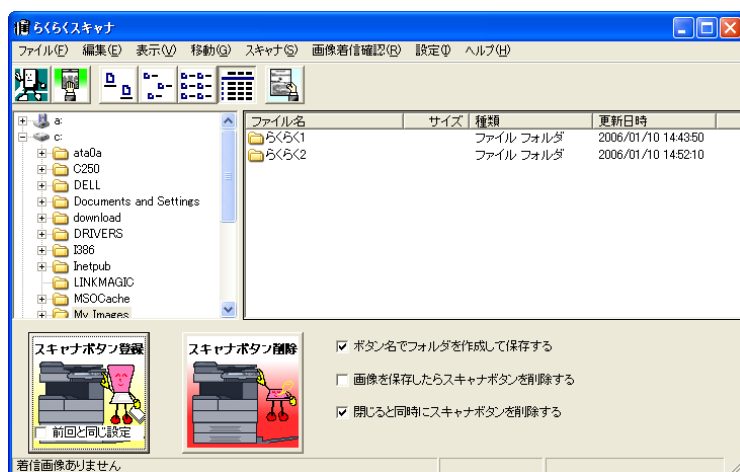 らくらくスキャナ
ファイル(F) 編集(E) 表示(V) 移動(G) スキャナ(S) 画像着信確認(R) 設定(I) ヘルプ(H)
a:
c:
ata0a
C250
DELL
Documents and Settings
download
DRIVERS
I386
Inetpub
LINKMAGIC
MSOCache
My Images
ファイル名 サイズ 種類 更新日時
らくらく1 ファイル フォルダ 2006/01/10 14:43:50
らくらく2 ファイル フォルダ 2006/01/10 14:52:10
スキャナボタン登録
前回と同じ設定
スキャナボタン削除
ボタン名でフォルダを作成して保存する
画像を保存したらスキャナボタンを削除する
閉じると同時にスキャナボタンを削除する
着信画像ありません